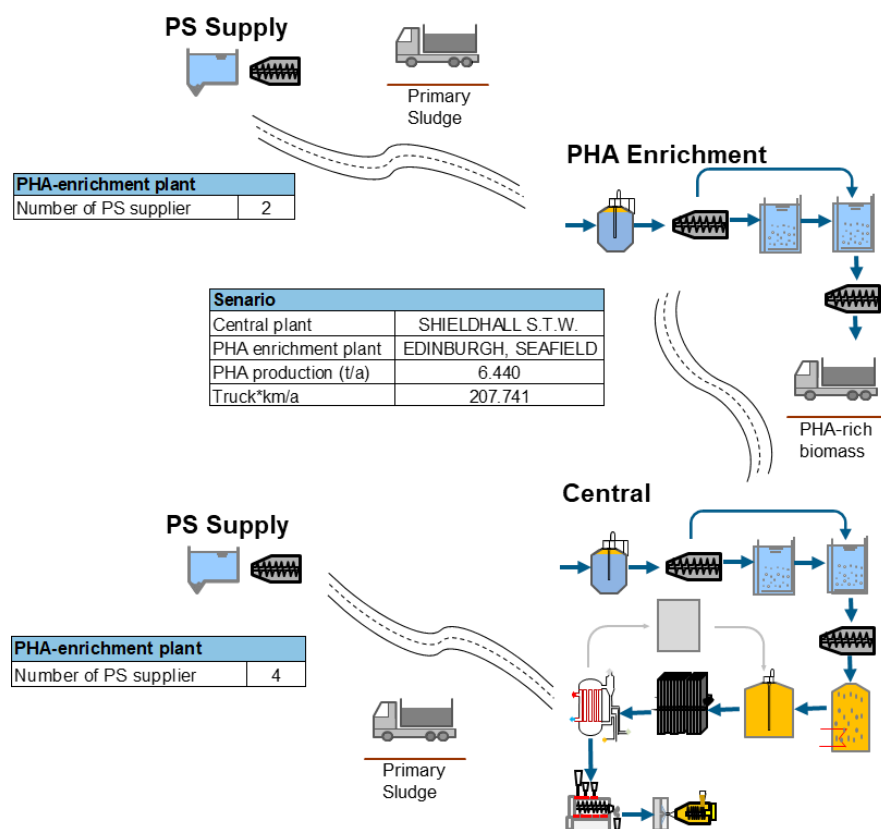 PS Supply
Primary
Sludge
PHA Enrichment
PHA-enrichment plant
Number of PS supplier 2
Senario
Central plant SHIELDHALL S.T.W.
PHA enrichment plant EDINBURGH, SEAFIELD
PHA production (t/a) 6.440
Truck*km/a 207.741
PHA-rich
biomass
Central
PS Supply
PHA-enrichment plant
Number of PS supplier 4
Primary
Sludge